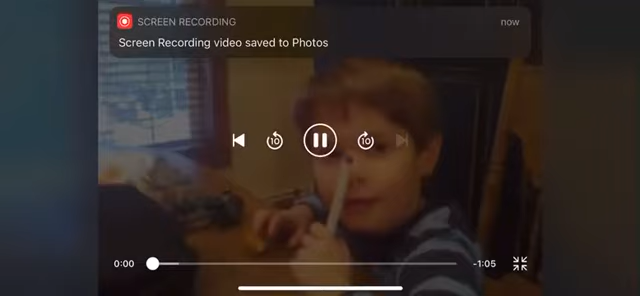 SCREEN RECORDING
now
Screen Recording video saved to Photos
10
10
0:00
-1:05